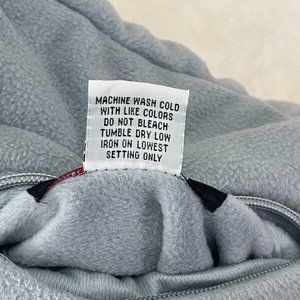 MACHINE WASH COLD
WITH LIKE COLORS
DO NOT BLEACH
TUMBLE DRY LOW
IRON ON LOWEST
SETTING ONLY